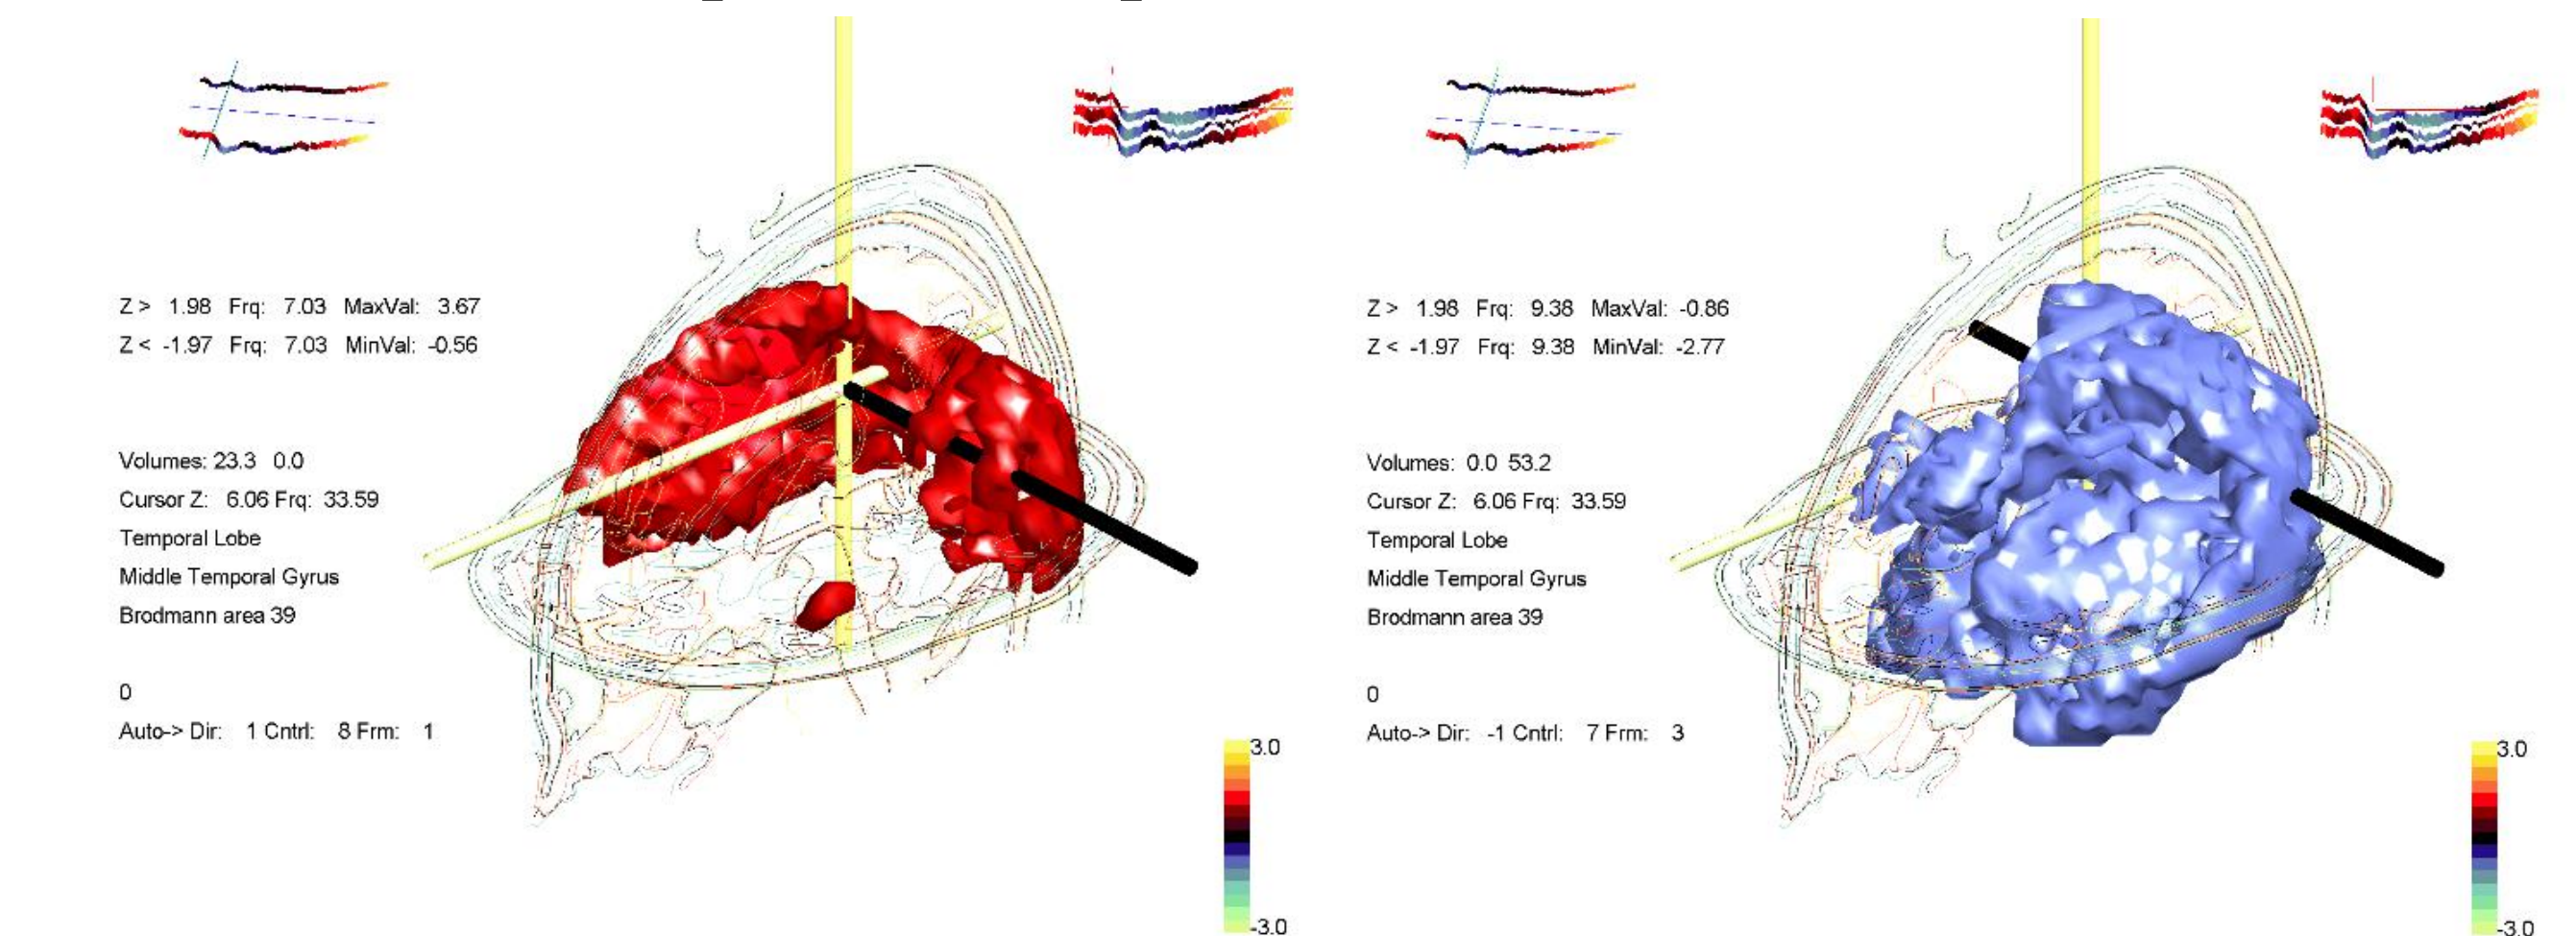 Z > 1.98 Frq: 7.03 MaxVal: 3.67
Z < -1.97 Frq: 7.03 MinVal: -0.56
Volumes: 23.3 0.0
Cursor Z: 6.06 Frq: 33.59
Temporal Lobe
Middle Temporal Gyrus
Brodmann area 39
0
Auto-> Dir: 1 Cntrl: 8 Frm: 1
3.0
-3.0
Z > 1.98 Frq: 9.38 MaxVal: -0.86
Z < -1.97 Frq: 9.38 MinVal: -2.77
Volumes: 0.0 53.2
Cursor Z: 6.06 Frq: 33.59
Temporal Lobe
Middle Temporal Gyrus
Brodmann area 39
0
Auto-> Dir: -1 Cntrl: 7 Frm: 3
3.0
-3.0